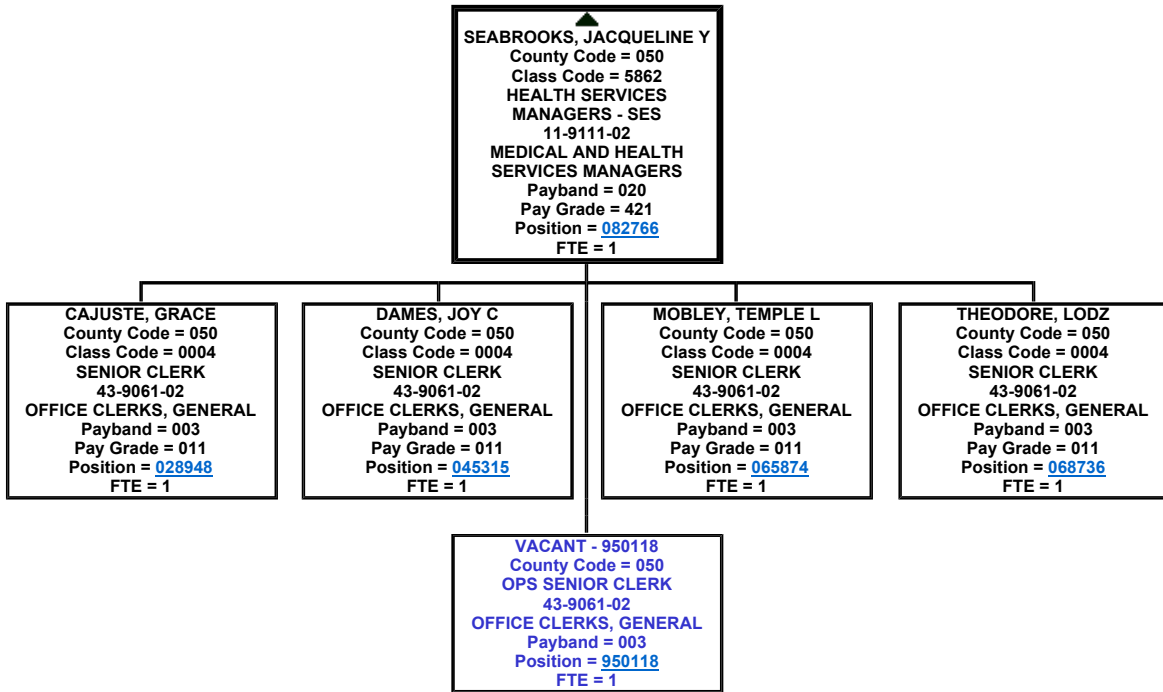 SEABROOKS, JACQUELINE Y
County Code = 050
Class Code = 5862
HEALTH SERVICES
MANAGERS - SES
11-9111-02
MEDICAL AND HEALTH
SERVICES MANAGERS
Payband = 020
Pay Grade = 421
Position = 082766
FTE = 1
CAJUSTE, GRACE
County Code = 050
Class Code = 0004
SENIOR CLERK
43-9061-02
OFFICE CLERKS, GENERAL
Payband = 003
Pay Grade = 011
Position = 028948
FTE = 1
DAMES, JOY C
County Code = 050
Class Code = 0004
SENIOR CLERK
43-9061-02
OFFICE CLERKS, GENERAL
Payband = 003
Pay Grade = 011
Position = 045315
FTE = 1
MOBLEY, TEMPLE L
County Code = 050
Class Code = 0004
SENIOR CLERK
43-9061-02
OFFICE CLERKS, GENERAL
Payband = 003
Pay Grade = 011
Position = 065874
FTE = 1
THEODORE, LODZ
County Code = 050
Class Code = 0004
SENIOR CLERK
43-9061-02
OFFICE CLERKS, GENERAL
Payband = 003
Pay Grade = 011
Position = 068736
FTE = 1
VACANT - 950118
County Code = 050
OPS SENIOR CLERK
43-9061-02
OFFICE CLERKS, GENERAL
Payband = 003
Position = 950118
FTE = 1